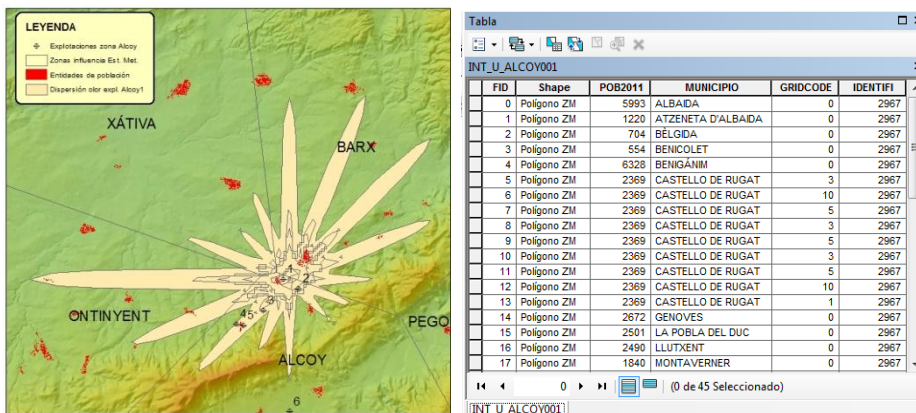 LEYENDA
Explotaciones zona Alcoy
Zonas influencia Est. Met.
Entidades de población
Dispersión olor expl. Alcoy1
XÁTIVA
BARX
1
2
3
45
ONTINYENT
PEGO
ALCOY
6
Tabla
INT_U_ALCOY001
FID Shape POB2011 MUNICIPIO GRIDCODE IDENTIFI
0 Polígono ZM 5993 ALBAIDA 0 2967
1 Polígono ZM 1220 ATZENETA D'ALBAIDA 0 2967
2 Polígono ZM 704 BÈLGIDA 0 2967
3 Polígono ZM 554 BENICOLET 0 2967
4 Polígono ZM 6328 BENIGÁNIM 0 2967
5 Polígono ZM 2369 CASTELLO DE RUGAT 3 2967
6 Polígono ZM 2369 CASTELLO DE RUGAT 10 2967
7 Polígono ZM 2369 CASTELLO DE RUGAT 5 2967
8 Polígono ZM 2369 CASTELLO DE RUGAT 3 2967
9 Polígono ZM 2369 CASTELLO DE RUGAT 5 2967
10 Polígono ZM 2369 CASTELLO DE RUGAT 3 2967
11 Polígono ZM 2369 CASTELLO DE RUGAT 5 2967
12 Polígono ZM 2369 CASTELLO DE RUGAT 10 2967
13 Polígono ZM 2369 CASTELLO DE RUGAT 1 2967
14 Polígono ZM 2672 GENOVES 0 2967
15 Polígono ZM 2501 LA POBLA DEL DUC 0 2967
16 Polígono ZM 2490 LLUTXENT 0 2967
17 Polígono ZM 1840 MONTAVERNER 0 2967
0 (0 de 45 Seleccionado)
INT_U_ALCOY001